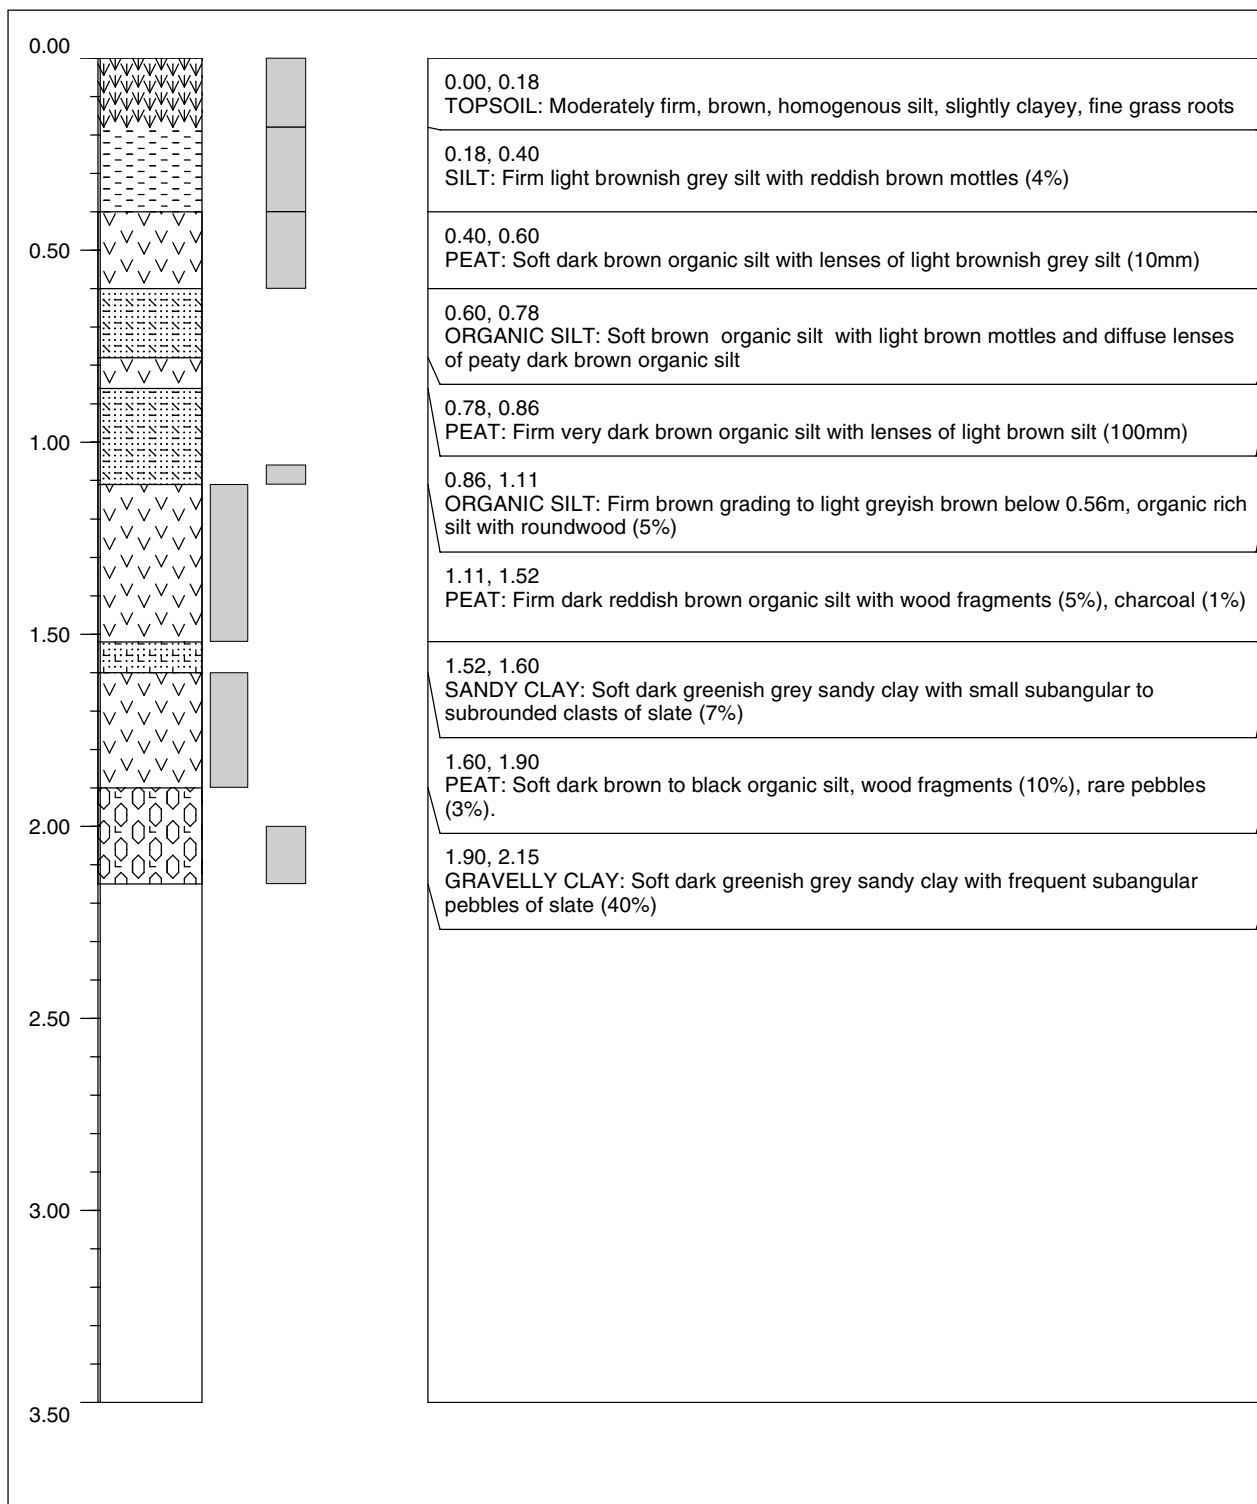 0.00
0.50
1.00
1.50
2.00
2.50
3.00
3.50
0.00, 0.18
TOPSOIL: Moderately firm, brown, homogenous silt, slightly clayey, fine grass roots
0.18, 0.40
SILT: Firm light brownish grey silt with reddish brown mottles (4%)
0.40, 0.60
PEAT: Soft dark brown organic silt with lenses of light brownish grey silt (10mm)
0.60, 0.78
ORGANIC SILT: Soft brown  organic silt  with light brown mottles and diffuse lenses
of peaty dark brown organic silt
0.78, 0.86
PEAT: Firm very dark brown organic silt with lenses of light brown silt (100mm)
0.86, 1.11
ORGANIC SILT: Firm brown grading to light greyish brown below 0.56m, organic rich
silt with roundwood (5%)
1.11, 1.52
PEAT: Firm dark reddish brown organic silt with wood fragments (5%), charcoal (1%)
1.52, 1.60
SANDY CLAY: Soft dark greenish grey sandy clay with small subangular to
subrounded clasts of slate (7%)
1.60, 1.90
PEAT: Soft dark brown to black organic silt, wood fragments (10%), rare pebbles
(3%).
1.90, 2.15
GRAVELLY CLAY: Soft dark greenish grey sandy clay with frequent subangular
pebbles of slate (40%)